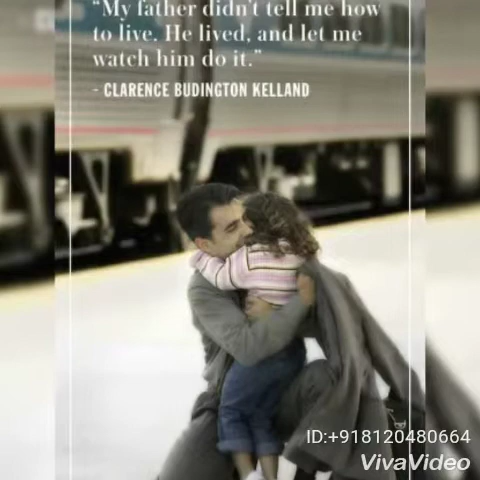 “My father didn’t tell me how
to live. He lived, and let me
watch him do it.”
- CLARENCE BUDINGTON KELLAND
ID:+918120480664
VivaVideo